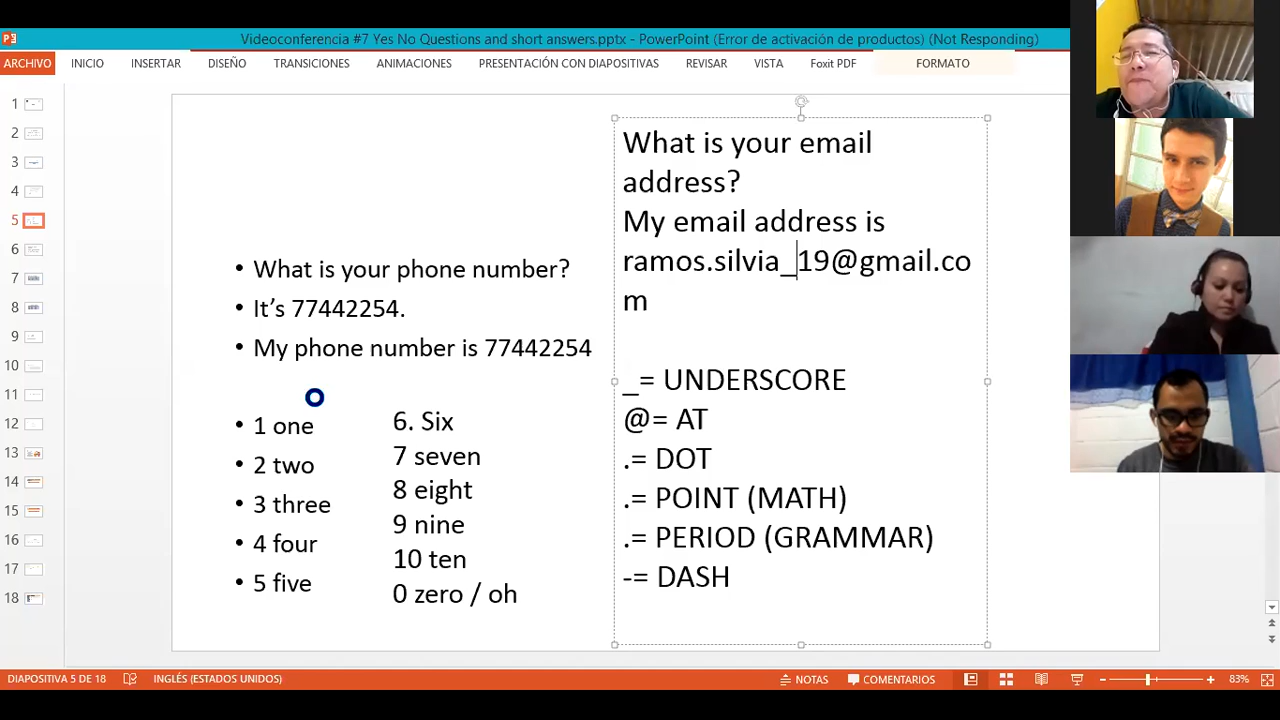 Videoconferencia #7 Yes No Questions and short answers.pptx - PowerPoint (Error de activación de productos) (Not Responding)
ARCHIVO INICIO INSERTAR DISEÑO TRANSICIONES ANIMACIONES PRESENTACIÓN CON DIAPOSITIVAS REVISAR VISTA Foxit PDF FORMATO
1
2
3
4
5
6
7
8
9
10
11
12
13
14
15
16
17
18
• What is your phone number?
• It’s 77442254.
• My phone number is 77442254
• 1 one
• 2 two
• 3 three
• 4 four
• 5 five
6. Six
7 seven
8 eight
9 nine
10 ten
0 zero / oh
What is your email
address?
My email address is
ramos.silvia_19@gmail.co
m
_= UNDERSCORE
@= AT
.= DOT
.= POINT (MATH)
.= PERIOD (GRAMMAR)
-= DASH
DIAPOSITIVA 5 DE 18 INGLÉS (ESTADOS UNIDOS) NOTAS COMENTARIOS 83%